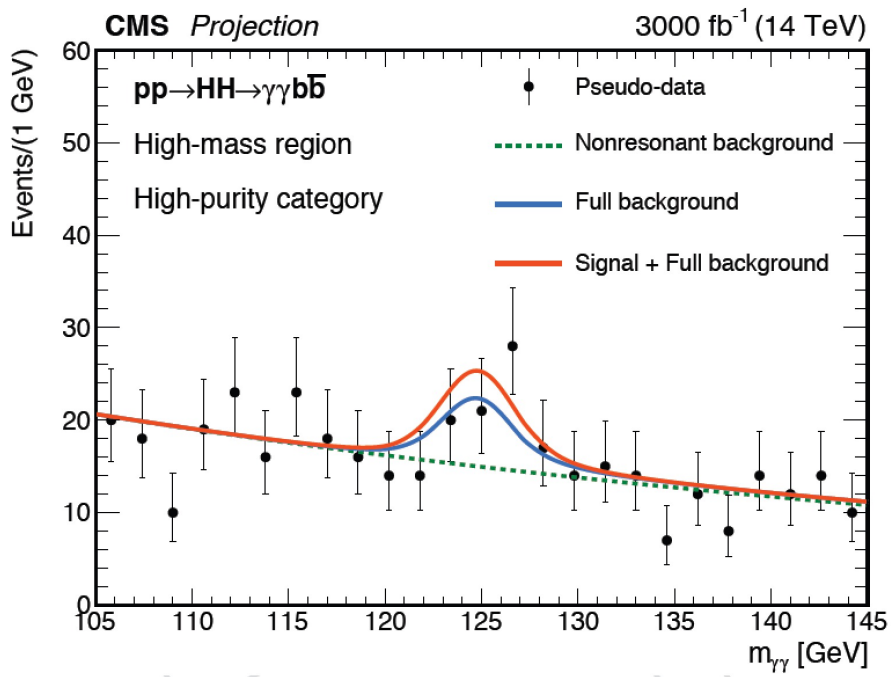 CMS Projection 3000 fb⁻¹ (14 TeV)
Events/(1 GeV)
60
50
40
30
20
10
0
pp→HH→γγbb̅
High-mass region
High-purity category
Pseudo-data
Nonresonant background
Full background
Signal + Full background
105 110 115 120 125 130 135 140 145
mγγ [GeV]